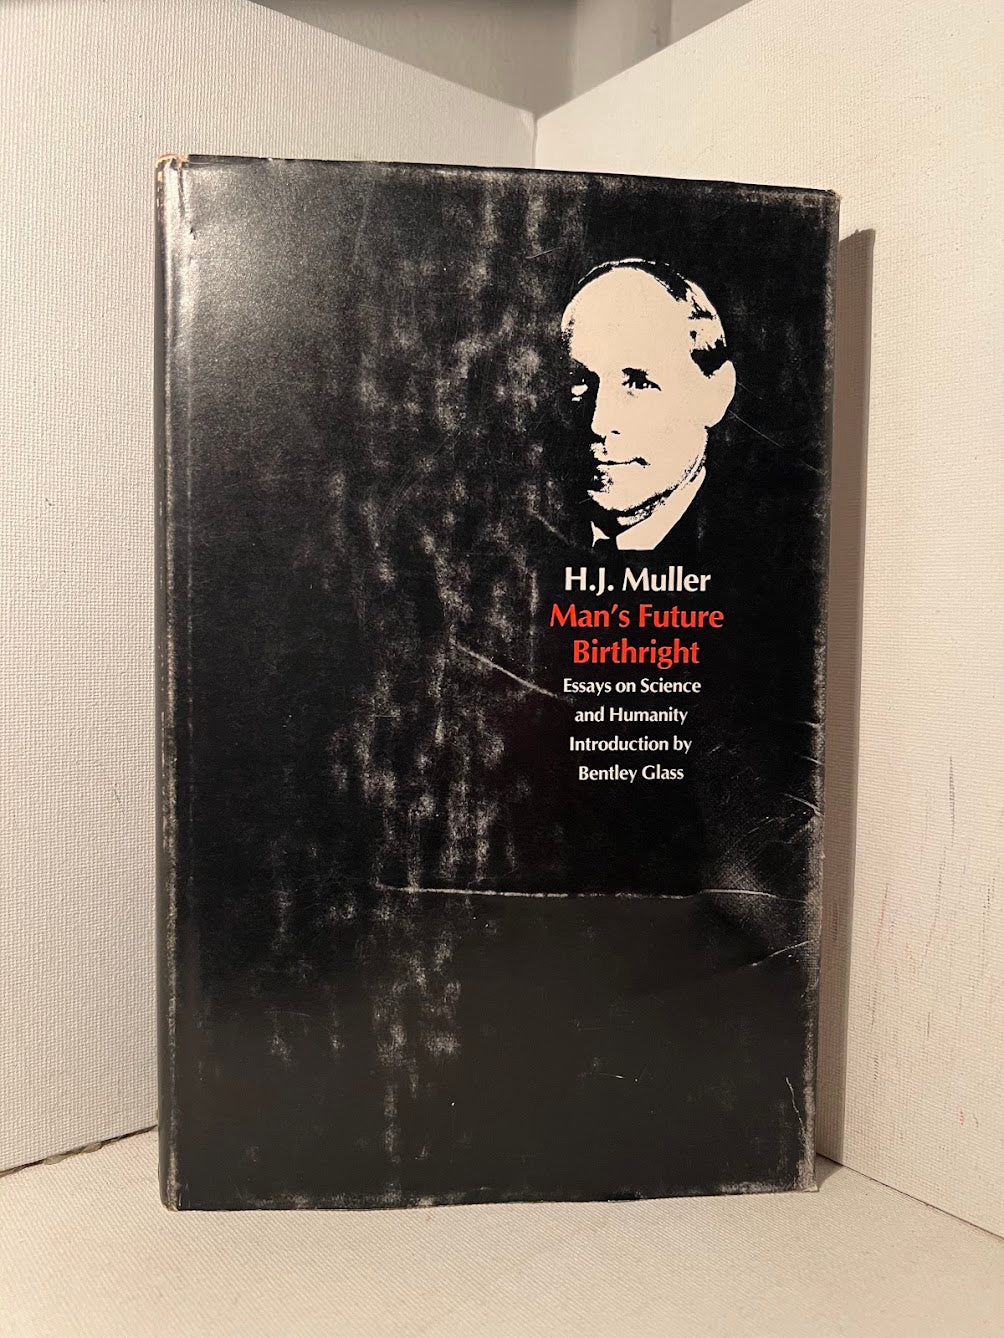 H.J. Muller
Man's Future
Birthright
Essays on Science
and Humanity
Introduction by
Bentley Glass